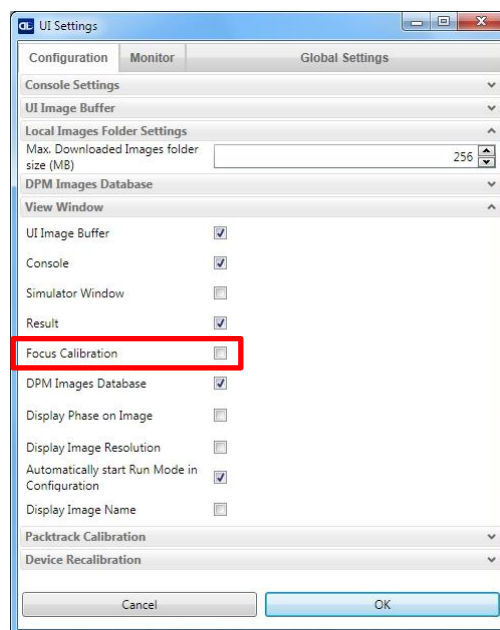 DL UI Settings
Configuration Monitor Global Settings
Console Settings
UI Image Buffer
Local Images Folder Settings
Max. Downloaded Images folder
size (MB)
256
DPM Images Database
View Window
UI Image Buffer
Console
Simulator Window
Result
Focus Calibration
DPM Images Database
Display Phase on Image
Display Image Resolution
Automatically start Run Mode in
Configuration
Display Image Name
Packtrack Calibration
Device Recalibration
Cancel OK